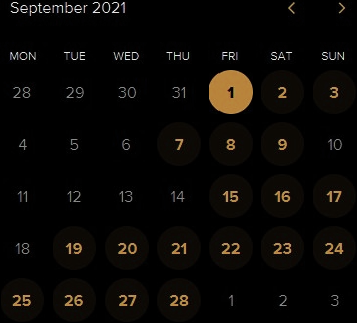 September 2021
MON TUE WED THU FRI SAT SUN
28 29 30 31 1 2 3
4 5 6 7 8 9 10
11 12 13 14 15 16 17
18 19 20 21 22 23 24
25 26 27 28 1 2 3